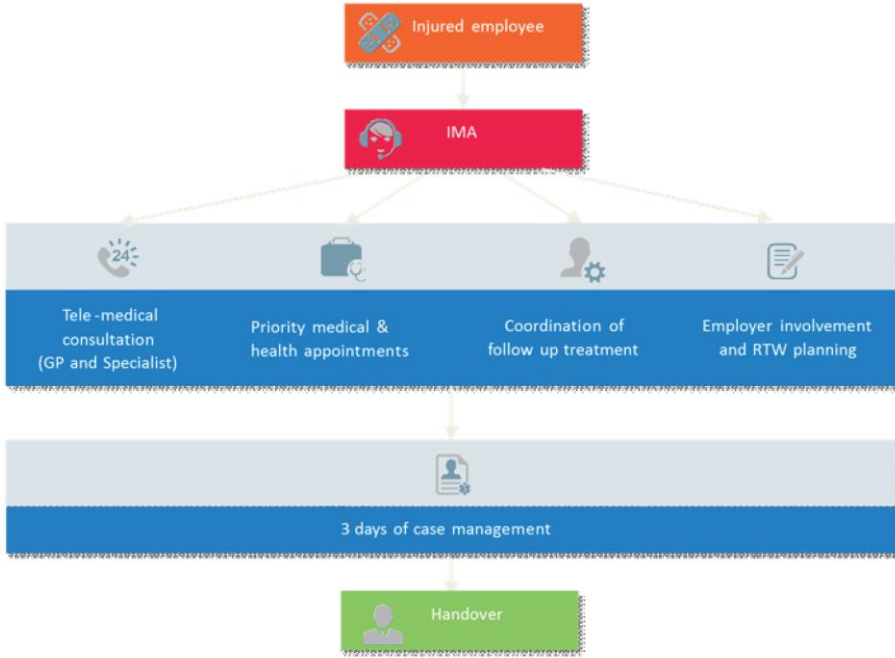 Injured employee
IMA
24
Tele-medical
consultation
(GP and Specialist)
Priority medical &
health appointments
Coordination of
follow up treatment
Employer involvement
and RTW planning
3 days of case management
Handover